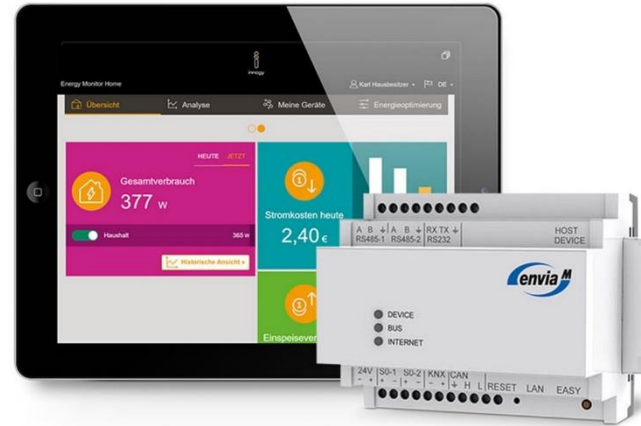 innogy
Energy Monitor Home
Karl Hausbesitzer
DE
Übersicht
Analyse
Meine Geräte
Energieoptimierung
HEUTE JETZT
Gesamtverbrauch
377 W
Haushalt
365 W
Historische Ansicht »
Stromkosten heute
2,40 €
A B A B RX TX
RS485-1 RS485-2 RS232
HOST
DEVICE
envia M
DEVICE
BUS
INTERNET
24V S0-1 S0-2 KNX CAN
- + - + - + - + H L RESET LAN EASY